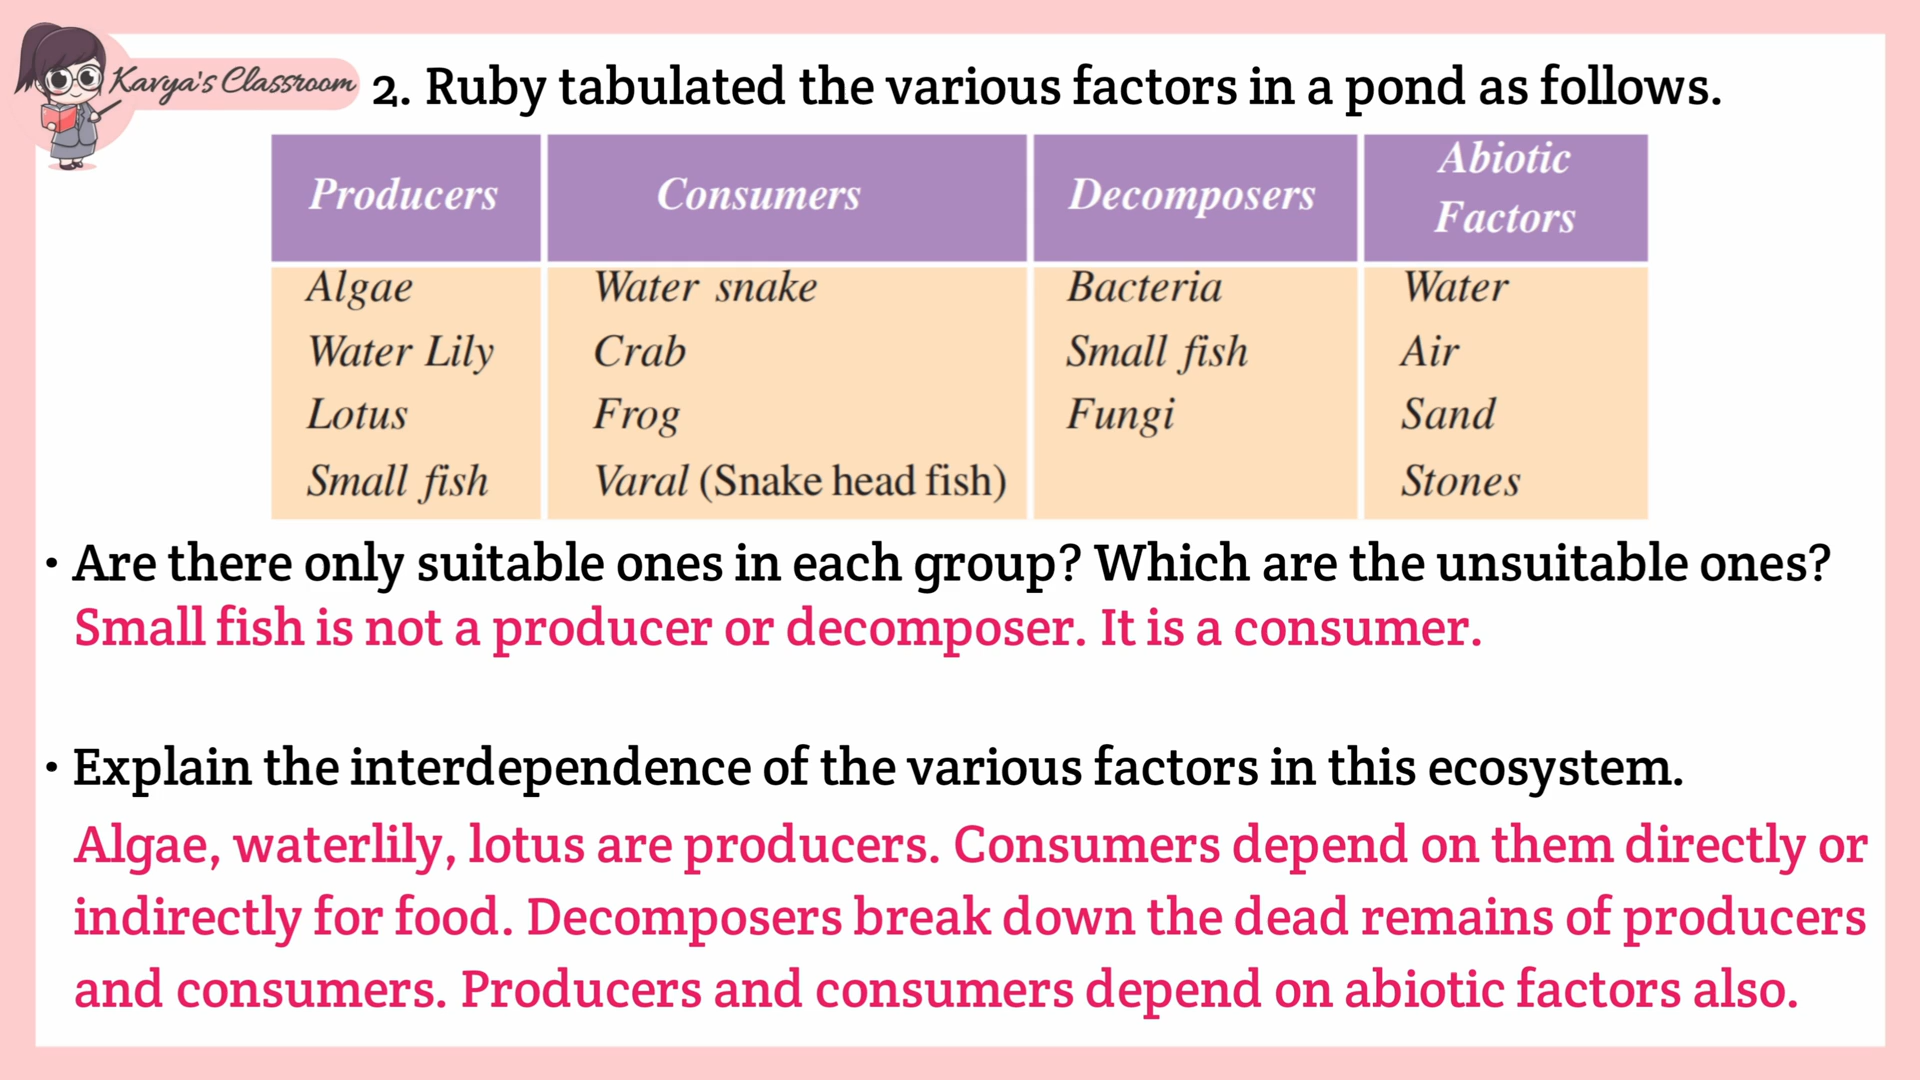 Kavya's Classroom
2. Ruby tabulated the various factors in a pond as follows.
Producers Consumers Decomposers Abiotic Factors
Algae Water snake Bacteria Water
Water Lily Crab Small fish Air
Lotus Frog Fungi Sand
Small fish Varal (Snake head fish) Stones
• Are there only suitable ones in each group? Which are the unsuitable ones?
Small fish is not a producer or decomposer. It is a consumer.
• Explain the interdependence of the various factors in this ecosystem.
Algae, waterlily, lotus are producers. Consumers depend on them directly or
indirectly for food. Decomposers break down the dead remains of producers
and consumers. Producers and consumers depend on abiotic factors also.